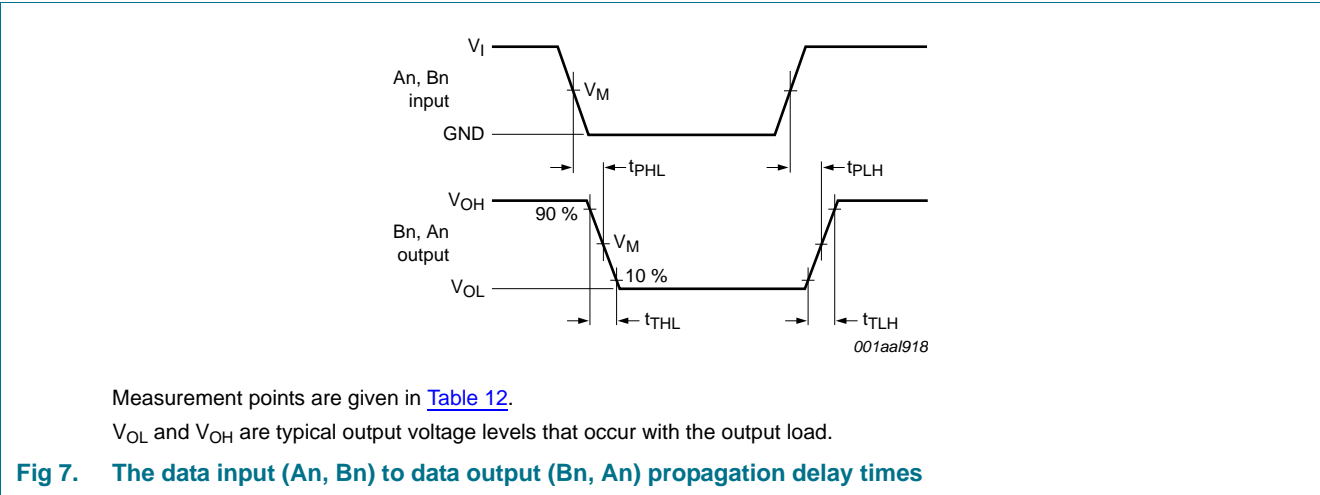 VI
An, Bn
input
VM
GND
tPHL
tPLH
VOH
90 %
Bn, An
output
VM
10 %
VOL
tTHL
tTLH
001aal918
Measurement points are given in Table 12.
VOL and VOH are typical output voltage levels that occur with the output load.
Fig 7. The data input (An, Bn) to data output (Bn, An) propagation delay times